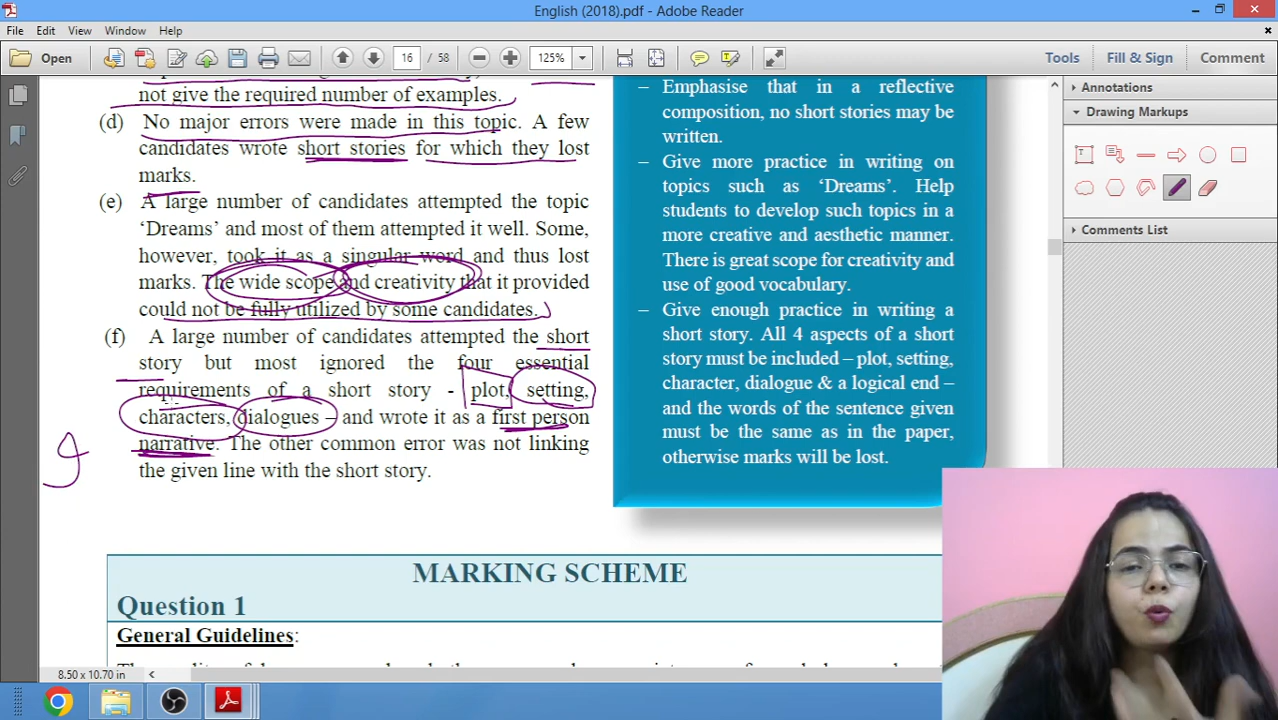 English (2018).pdf - Adobe Reader
File Edit View Window Help
Open 16 / 58 125% Tools Fill & Sign Comment
not give the required number of examples.
(d) No major errors were made in this topic. A few
candidates wrote short stories for which they lost
marks.
(e) A large number of candidates attempted the topic
‘Dreams’ and most of them attempted it well. Some,
however, took it as a singular word and thus lost
marks. The wide scope and creativity that it provided
could not be fully utilized by some candidates.
(f) A large number of candidates attempted the short
story but most ignored the four essential
requirements of a short story - plot, setting,
characters, dialogues – and wrote it as a first person
narrative. The other common error was not linking
the given line with the short story.
– Emphasise that in a reflective
composition, no short stories may be
written.
– Give more practice in writing on
topics such as ‘Dreams’. Help
students to develop such topics in a
more creative and aesthetic manner.
There is great scope for creativity and
use of good vocabulary.
– Give enough practice in writing a
short story. All 4 aspects of a short
story must be included – plot, setting,
character, dialogue & a logical end –
and the words of the sentence given
must be the same as in the paper,
otherwise marks will be lost.
Annotations
Drawing Markups
Comments List
MARKING SCHEME
Question 1
General Guidelines:
8.50 x 10.70 in